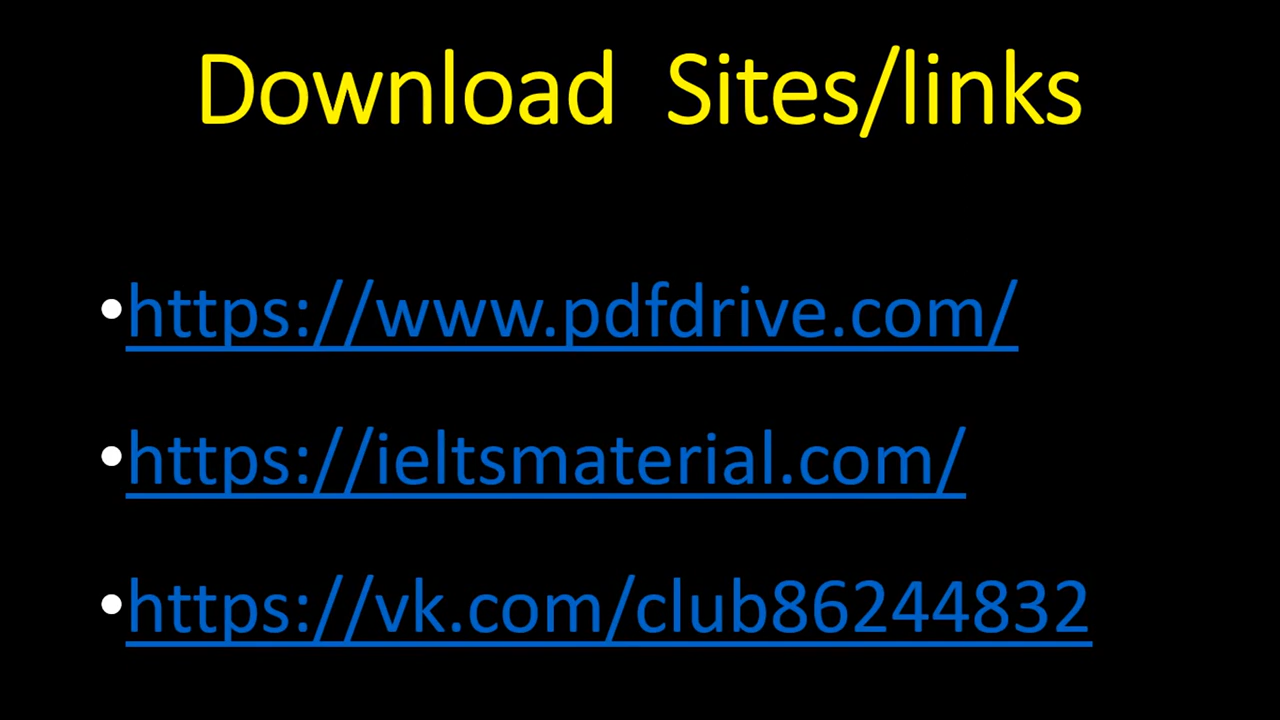 Download  Sites/links
•https://www.pdfdrive.com/
•https://ieltsmaterial.com/
•https://vk.com/club86244832